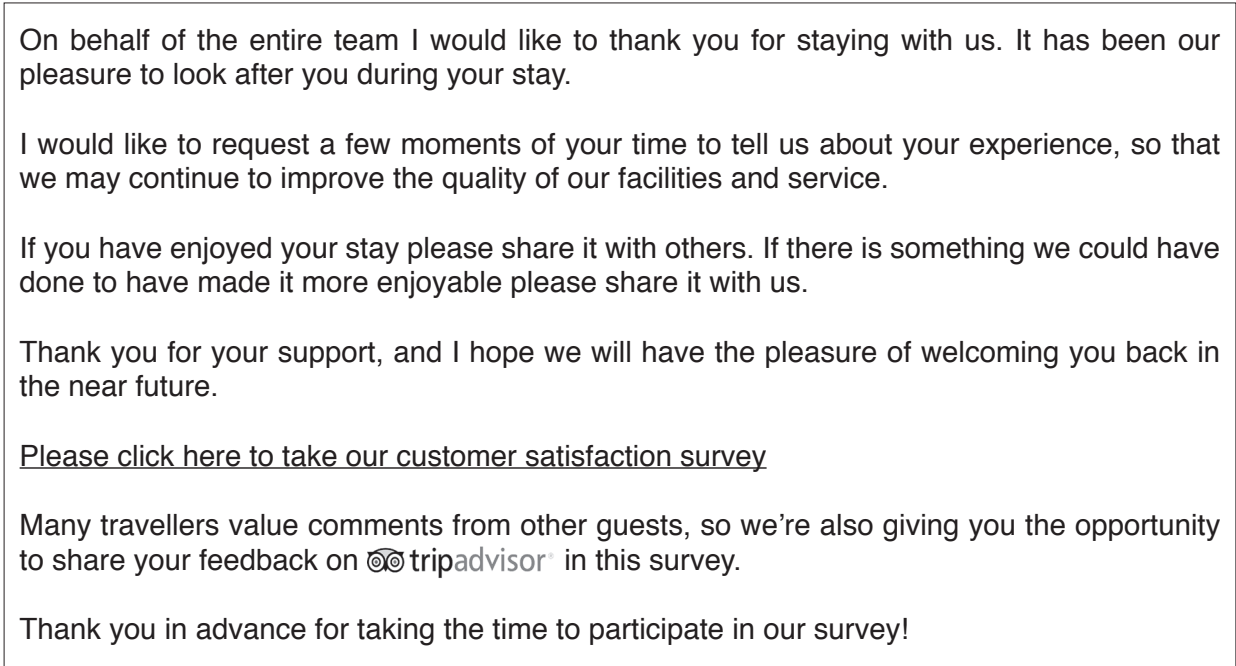 On behalf of the entire team I would like to thank you for staying with us. It has been our
pleasure to look after you during your stay.
I would like to request a few moments of your time to tell us about your experience, so that
we may continue to improve the quality of our facilities and service.
If you have enjoyed your stay please share it with others. If there is something we could have
done to have made it more enjoyable please share it with us.
Thank you for your support, and I hope we will have the pleasure of welcoming you back in
the near future.
Please click here to take our customer satisfaction survey
Many travellers value comments from other guests, so we’re also giving you the opportunity
to share your feedback on tripadvisor® in this survey.
Thank you in advance for taking the time to participate in our survey!